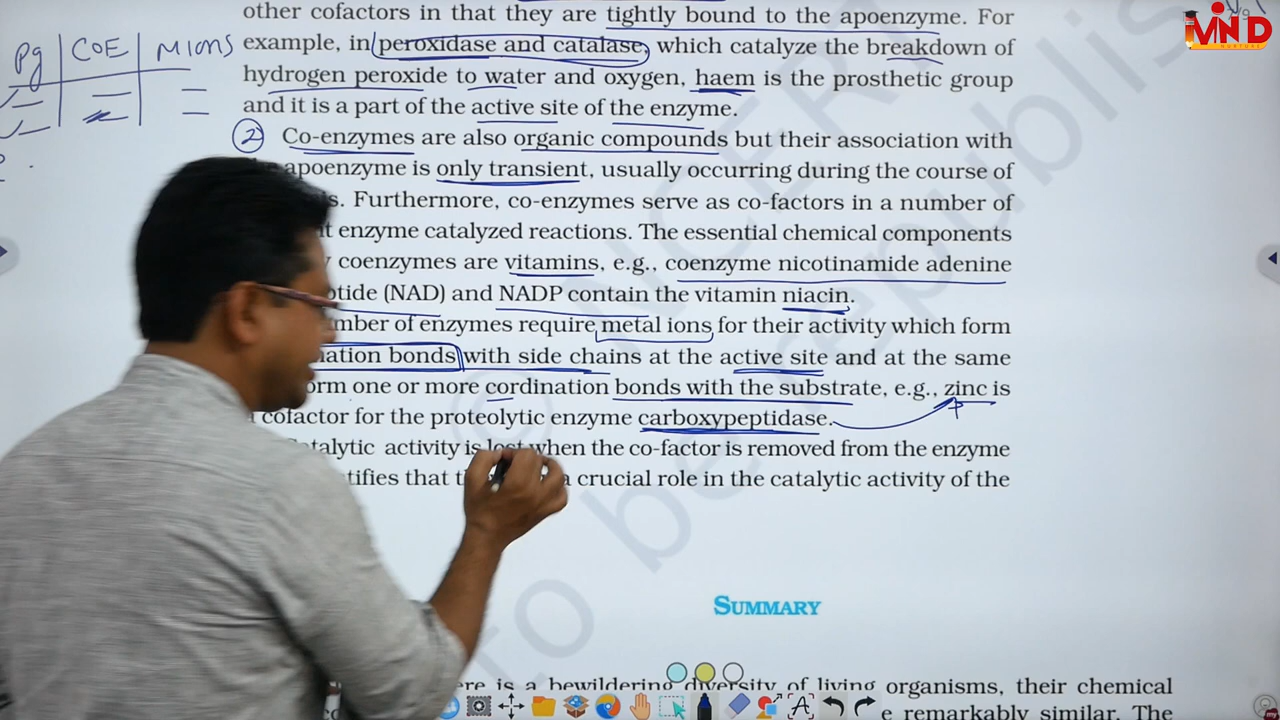 other cofactors in that they are tightly bound to the apoenzyme. For
example, in peroxidase and catalase, which catalyze the breakdown of
hydrogen peroxide to water and oxygen, haem is the prosthetic group
and it is a part of the active site of the enzyme.
Pg CoE M ions
② Co-enzymes are also organic compounds but their association with
apoenzyme is only transient, usually occurring during the course of
Furthermore, co-enzymes serve as co-factors in a number of
enzyme catalyzed reactions. The essential chemical components
coenzymes are vitamins, e.g., coenzyme nicotinamide adenine
(NAD) and NADP contain the vitamin niacin.
of enzymes require metal ions for their activity which form
bonds with side chains at the active site and at the same
one or more cordination bonds with the substrate, e.g., zinc is
cofactor for the proteolytic enzyme carboxypeptidase.
activity is lost when the co-factor is removed from the enzyme
that a crucial role in the catalytic activity of the
SUMMARY
is a bewildering diversity of living organisms, their chemical
remarkably similar. The
MIND
NURTURE